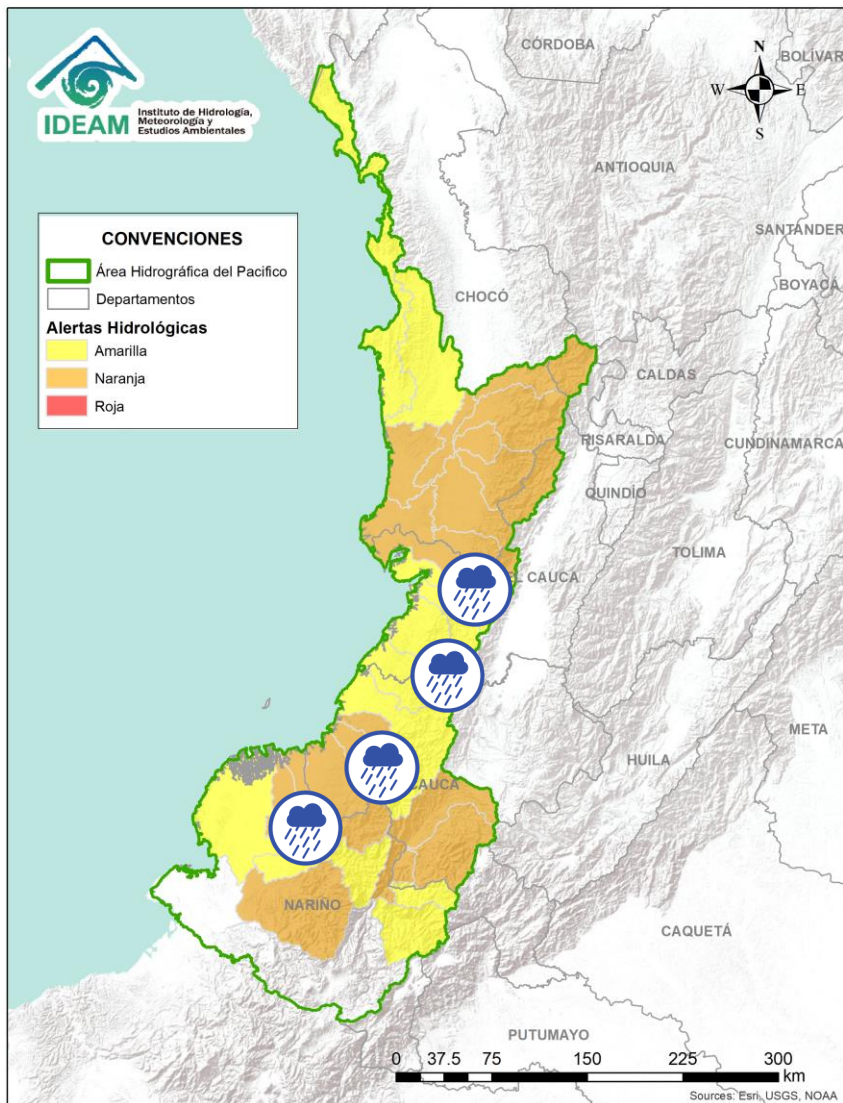 IDEAM
Instituto de Hidrología,
Meteorología y
Estudios Ambientales
CÓRDOBA
BOLÍVAR
N
W
E
S
ANTIOQUIA
SANTANDER
BOYACÁ
CONVENCIONES
Área Hidrográfica del Pacifico
Departamentos
Alertas Hidrológicas
Amarilla
Naranja
Roja
CHOCÓ
CALDAS
RISARALDA
CUNDINAMARCA
QUINDÍO
TOLIMA
L CAUCA
META
HUILA
CAUCA
NARIÑO
CAQUETÁ
PUTUMAYO
0 37.5 75 150 225 300
km
Sources: Esri, USGS, NOAA